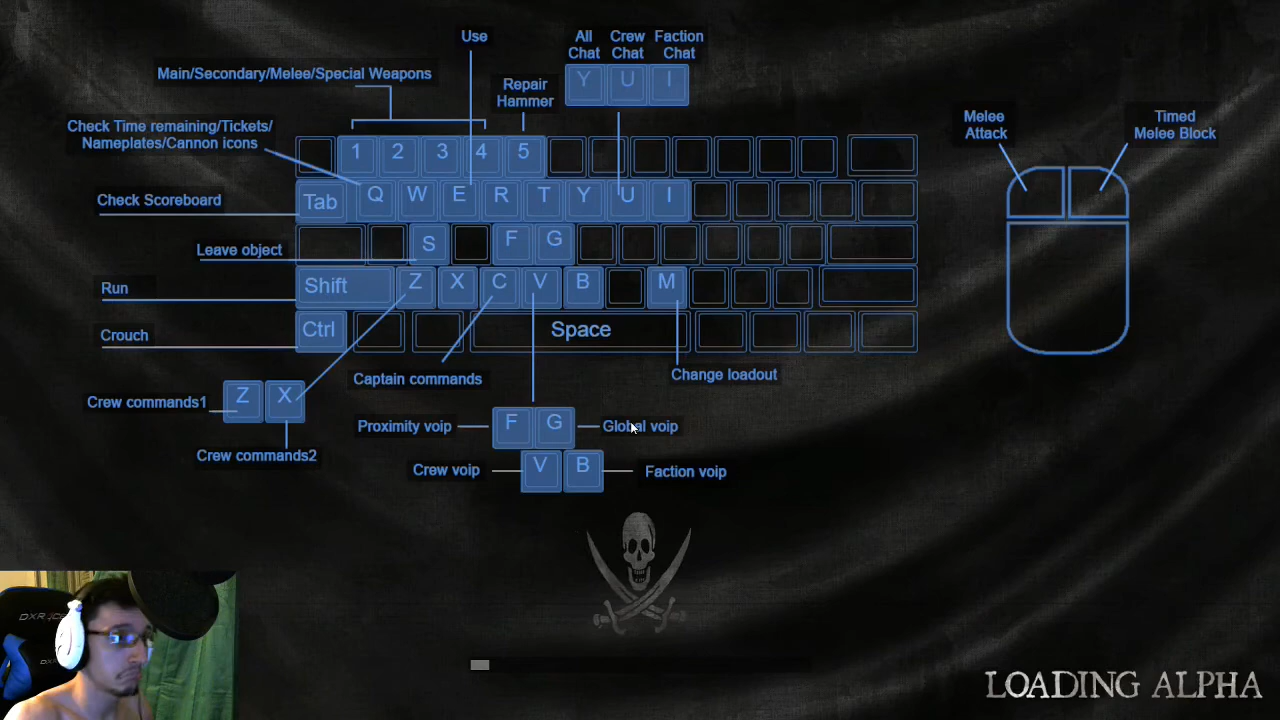 Use
All Crew Faction
Chat Chat Chat
Y U I
Main/Secondary/Melee/Special Weapons
Repair
Hammer
Check Time remaining/Tickets/
Nameplates/Cannon icons
Melee
Attack
Timed
Melee Block
1 2 3 4 5
Check Scoreboard
Tab Q W E R T Y U I
Leave object
S F G
Run
Shift Z X C V B M
Crouch
Ctrl Space
Captain commands
Change loadout
Crew commands1
Z X
Crew commands2
Proximity voip
F G
Global voip
Crew voip
V B
Faction voip
DXR
LOADING ALPHA